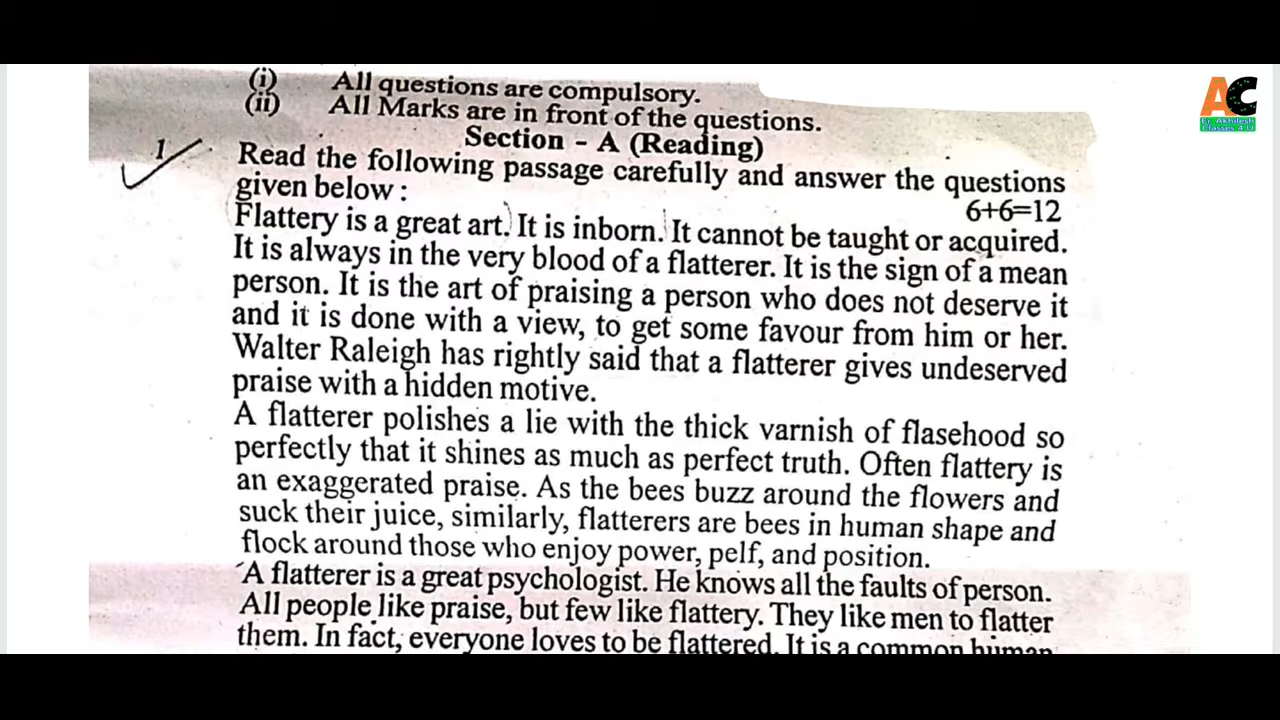 (i) All questions are compulsory.
(ii) All Marks are in front of the questions.
Section - A (Reading)
1 Read the following passage carefully and answer the questions
given below :
6+6=12
Flattery is a great art. It is inborn. It cannot be taught or acquired.
It is always in the very blood of a flatterer. It is the sign of a mean
person. It is the art of praising a person who does not deserve it
and it is done with a view, to get some favour from him or her.
Walter Raleigh has rightly said that a flatterer gives undeserved
praise with a hidden motive.
A flatterer polishes a lie with the thick varnish of flasehood so
perfectly that it shines as much as perfect truth. Often flattery is
an exaggerated praise. As the bees buzz around the flowers and
suck their juice, similarly, flatterers are bees in human shape and
flock around those who enjoy power, pelf, and position.
A flatterer is a great psychologist. He knows all the faults of person.
All people like praise, but few like flattery. They like men to flatter
them. In fact, everyone loves to be flattered. It is a common human
AC
Er. Akhilesh
Classes 4 U